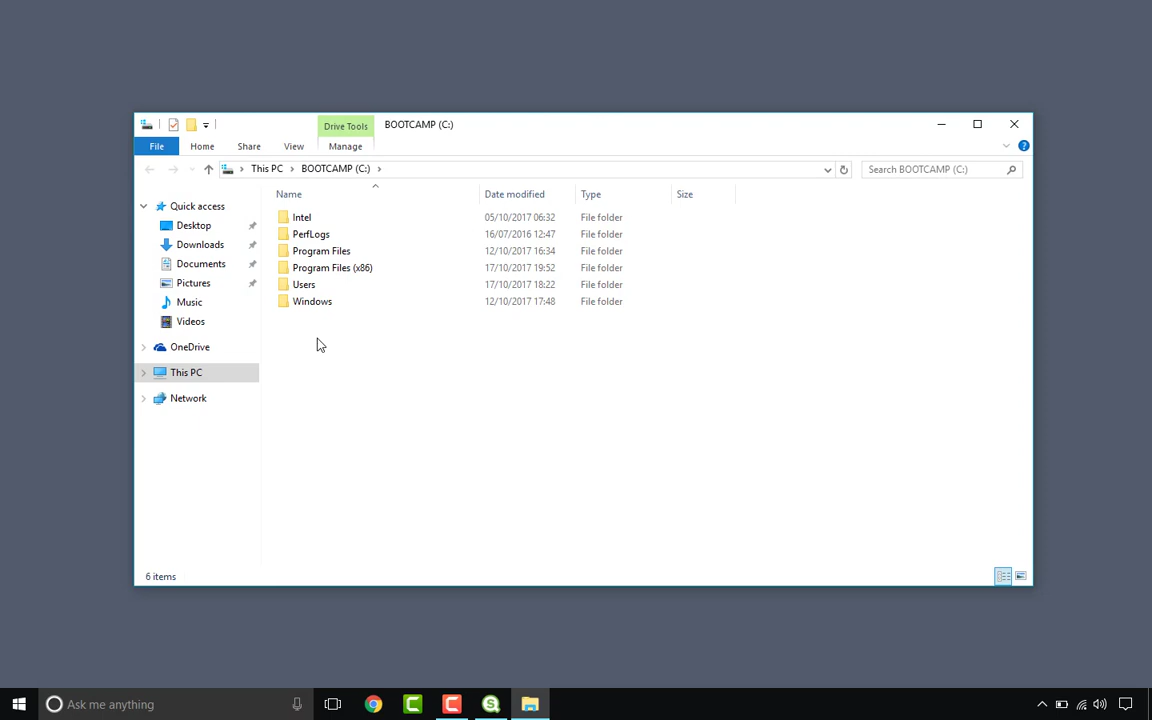 Drive Tools BOOTCAMP (C:)
File Home Share View Manage
This PC BOOTCAMP (C:) Search BOOTCAMP (C:)
Name Date modified Type Size
Quick access
Desktop
Downloads
Documents
Pictures
Music
Videos
OneDrive
This PC
Network
Intel 05/10/2017 06:32 File folder
PerfLogs 16/07/2016 12:47 File folder
Program Files 12/10/2017 16:34 File folder
Program Files (x86) 17/10/2017 19:52 File folder
Users 17/10/2017 18:22 File folder
Windows 12/10/2017 17:48 File folder
6 items
Ask me anything